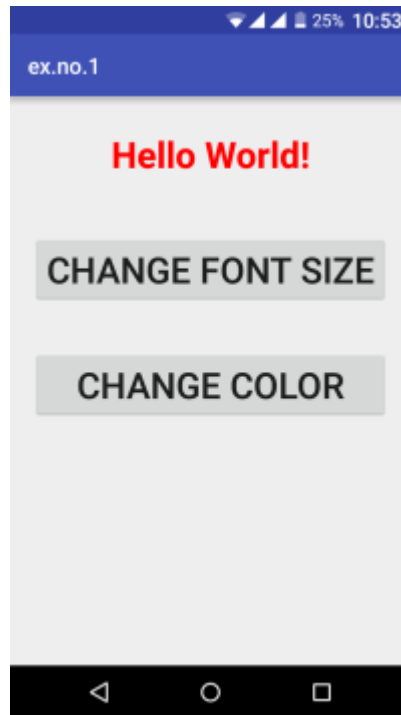 25% 10:53
ex.no.1
Hello World!
CHANGE FONT SIZE
CHANGE COLOR